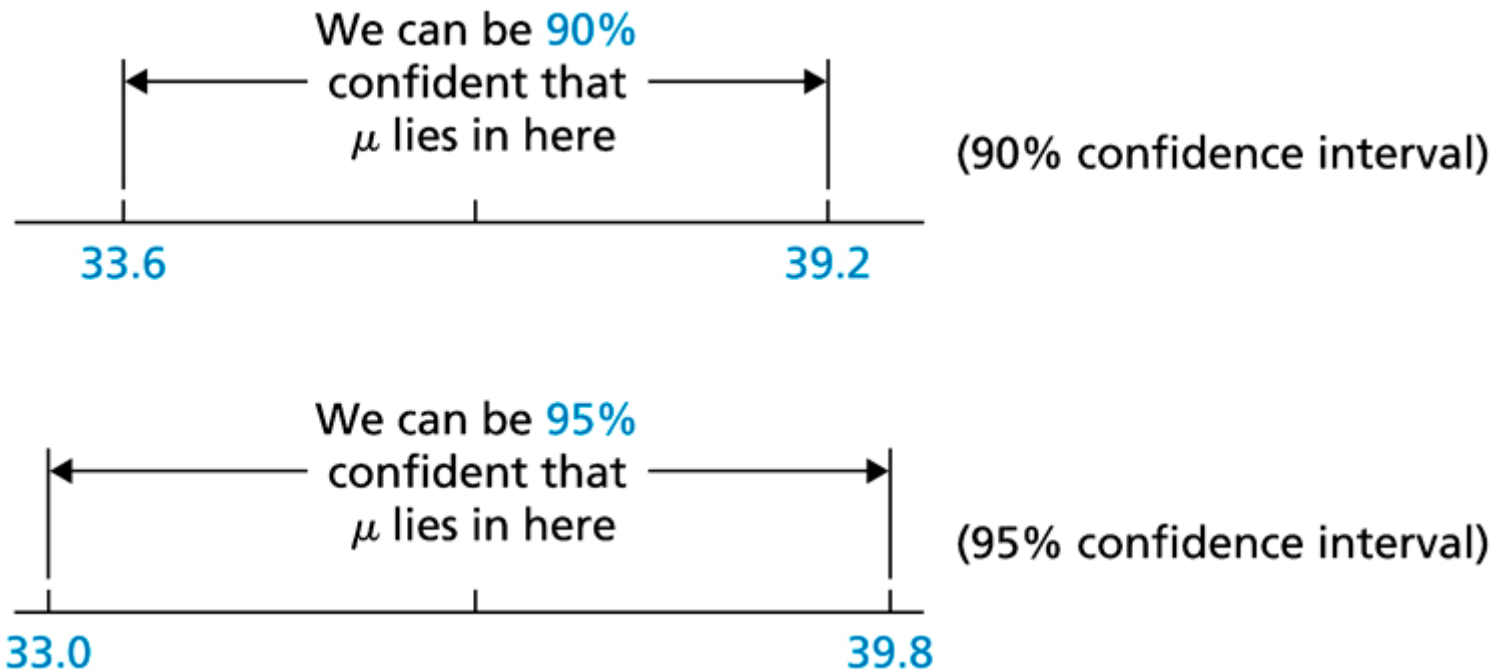 We can be 90%
confident that
μ lies in here
(90% confidence interval)
33.6 39.2
We can be 95%
confident that
μ lies in here
(95% confidence interval)
33.0 39.8